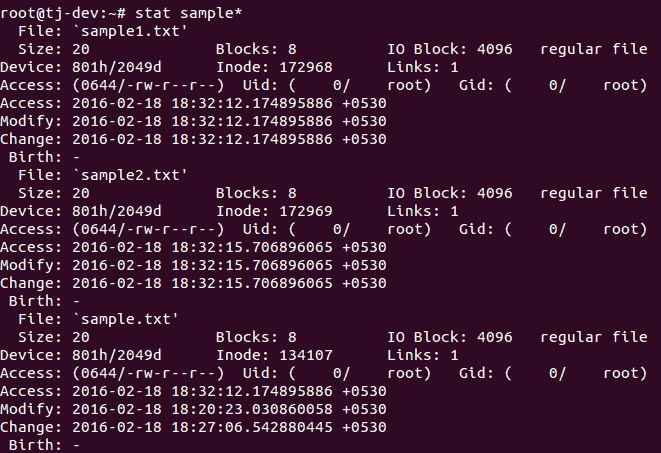 root@tj-dev:~# stat sample*
  File: `sample1.txt'
  Size: 20              Blocks: 8          IO Block: 4096   regular file
Device: 801h/2049d      Inode: 172968      Links: 1
Access: (0644/-rw-r--r--)  Uid: (    0/    root)   Gid: (    0/    root)
Access: 2016-02-18 18:32:12.174895886 +0530
Modify: 2016-02-18 18:32:12.174895886 +0530
Change: 2016-02-18 18:32:12.174895886 +0530
 Birth: -
  File: `sample2.txt'
  Size: 20              Blocks: 8          IO Block: 4096   regular file
Device: 801h/2049d      Inode: 172969      Links: 1
Access: (0644/-rw-r--r--)  Uid: (    0/    root)   Gid: (    0/    root)
Access: 2016-02-18 18:32:15.706896065 +0530
Modify: 2016-02-18 18:32:15.706896065 +0530
Change: 2016-02-18 18:32:15.706896065 +0530
 Birth: -
  File: `sample.txt'
  Size: 20              Blocks: 8          IO Block: 4096   regular file
Device: 801h/2049d      Inode: 134107      Links: 1
Access: (0644/-rw-r--r--)  Uid: (    0/    root)   Gid: (    0/    root)
Access: 2016-02-18 18:32:12.174895886 +0530
Modify: 2016-02-18 18:20:23.030860058 +0530
Change: 2016-02-18 18:27:06.542880445 +0530
 Birth: -